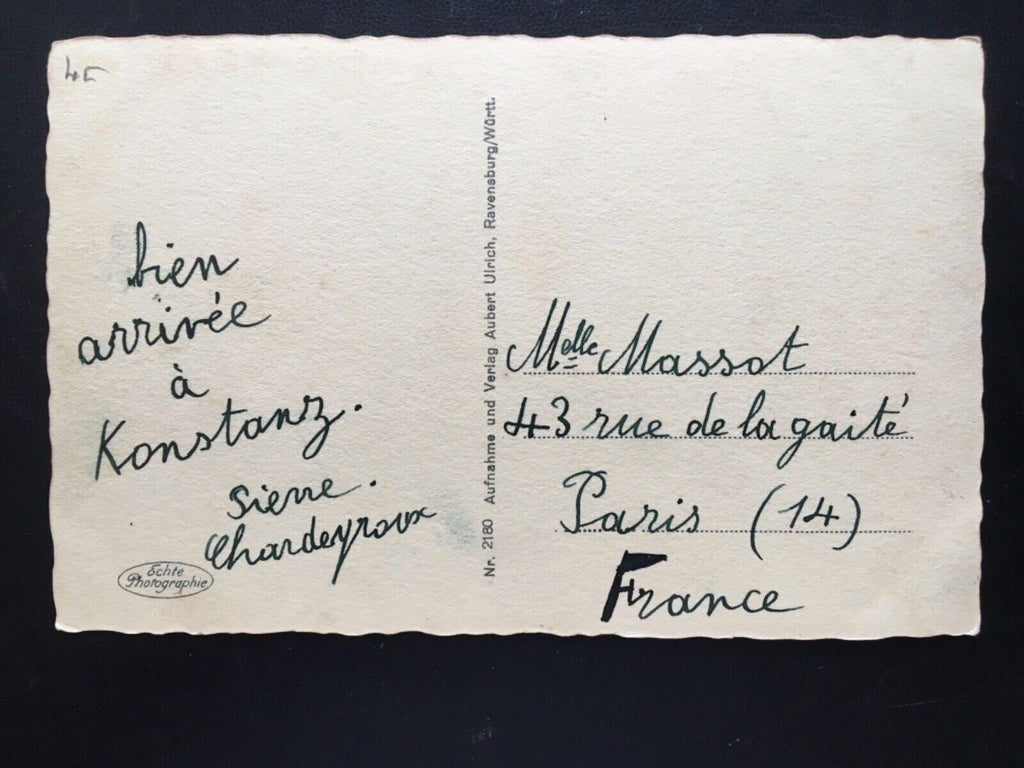 bien
arrivée
à
Konstanz.
Sierre.
Chardeyroux
Echte
Photographie
Nr. 2180 Aufnahme und Verlag Aubert Ulrich, Ravensburg/Württ.
Melle Massot
43 rue de la gaité
Paris (14)
France